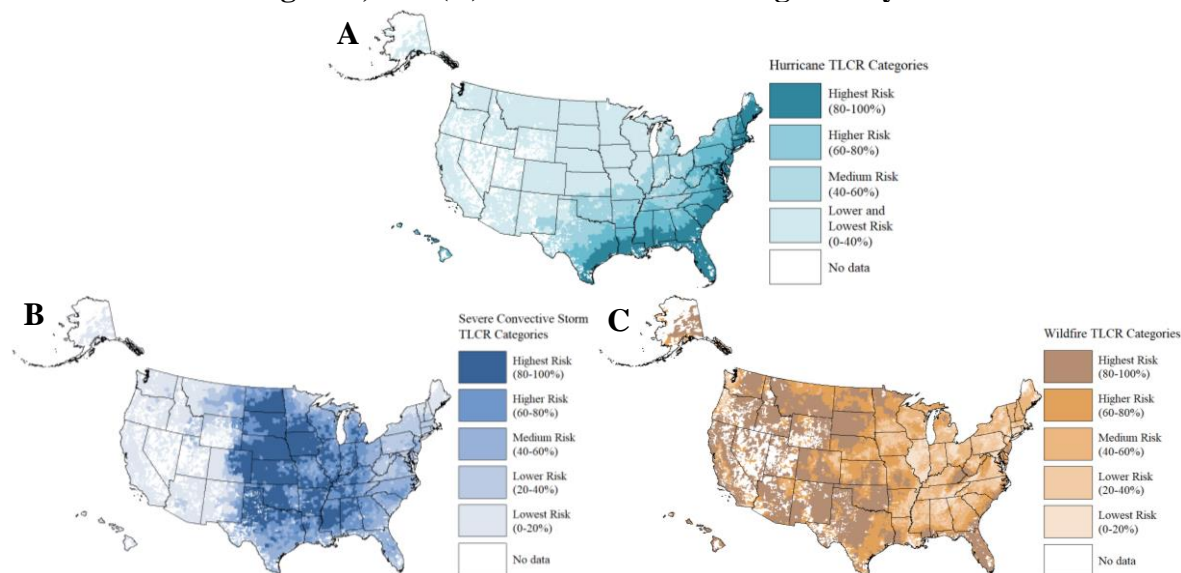 A
Hurricane TLCR Categories
Highest Risk
(80-100%)
Higher Risk
(60-80%)
Medium Risk
(40-60%)
Lower and
Lowest Risk
(0-40%)
No data
B
Severe Convective Storm
TLCR Categories
Highest Risk
(80-100%)
Higher Risk
(60-80%)
Medium Risk
(40-60%)
Lower Risk
(20-40%)
Lowest Risk
(0-20%)
No data
C
Wildfire TLCR Categories
Highest Risk
(80-100%)
Higher Risk
(60-80%)
Medium Risk
(40-60%)
Lower Risk
(20-40%)
Lowest Risk
(0-20%)
No data